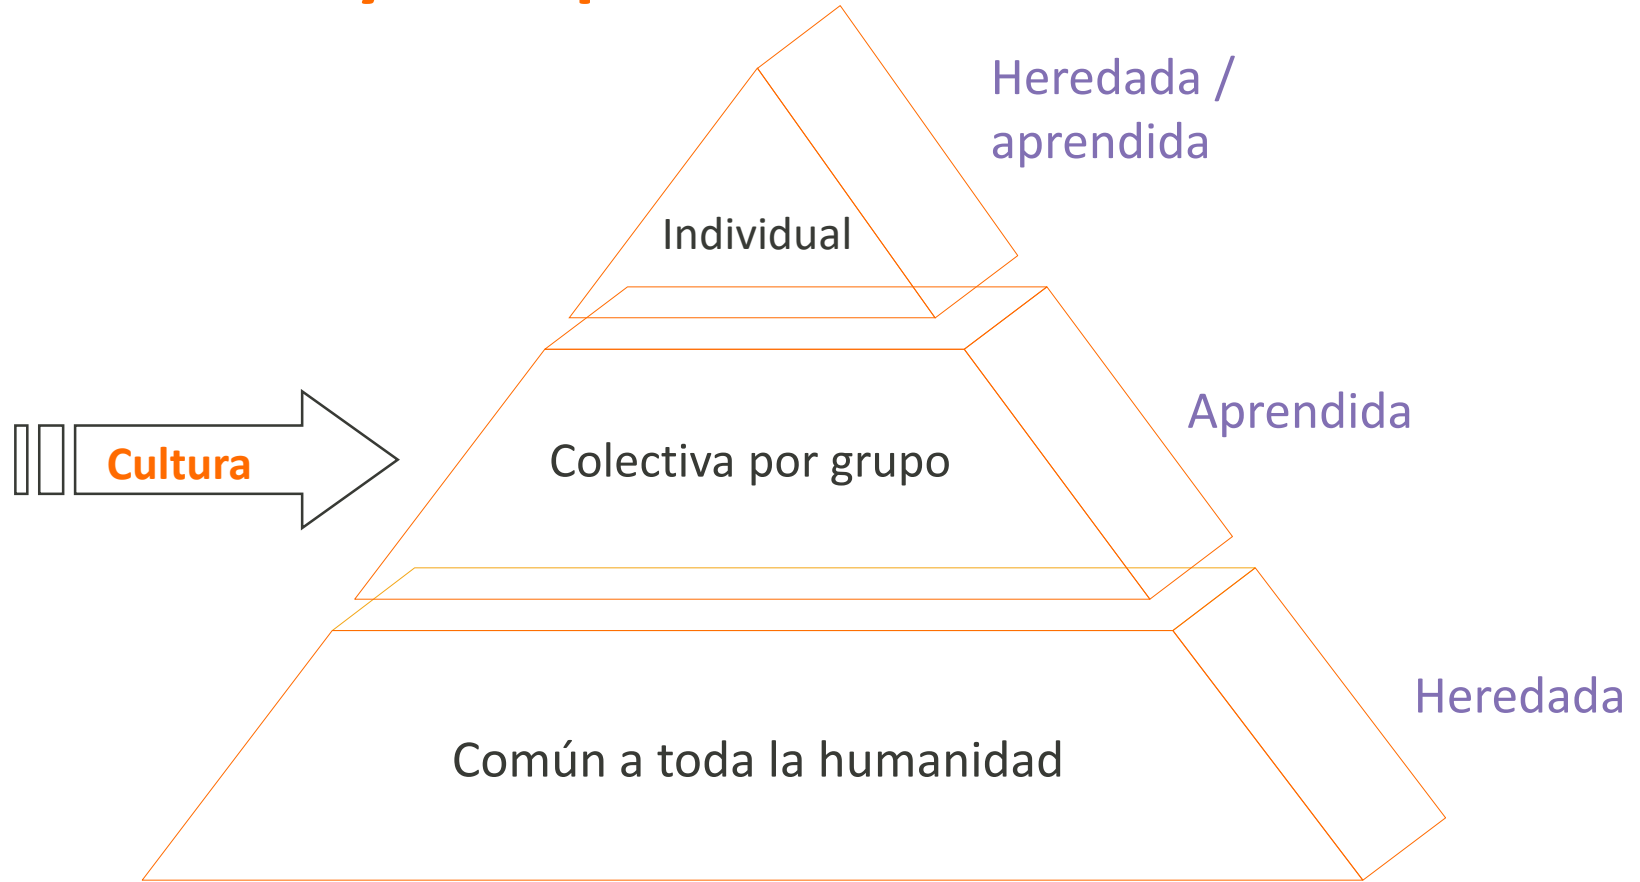 Heredada /
aprendida
Individual
Aprendida
Cultura
Colectiva por grupo
Heredada
Común a toda la humanidad